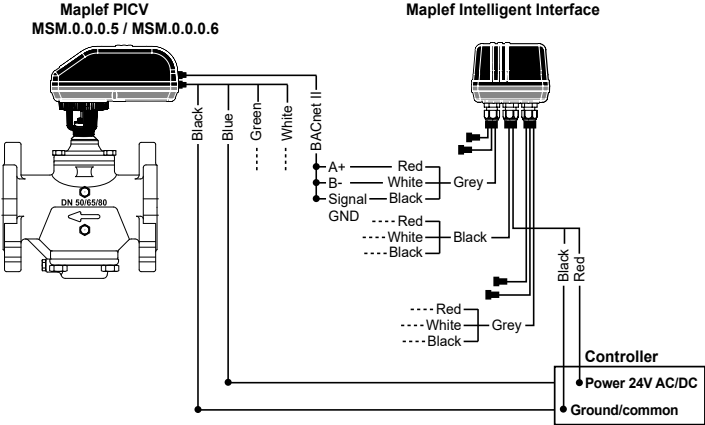 Maplef PICV
MSM.0.0.0.5 / MSM.0.0.0.6
Maplef Intelligent Interface
Black
Blue
Green
White
BACnet II
DN 50/65/80
A+
Red
B-
White
Grey
Signal
GND
Black
Red
White
Black
Black
Black
Red
Red
White
Grey
Black
Controller
Power 24V AC/DC
Ground/common